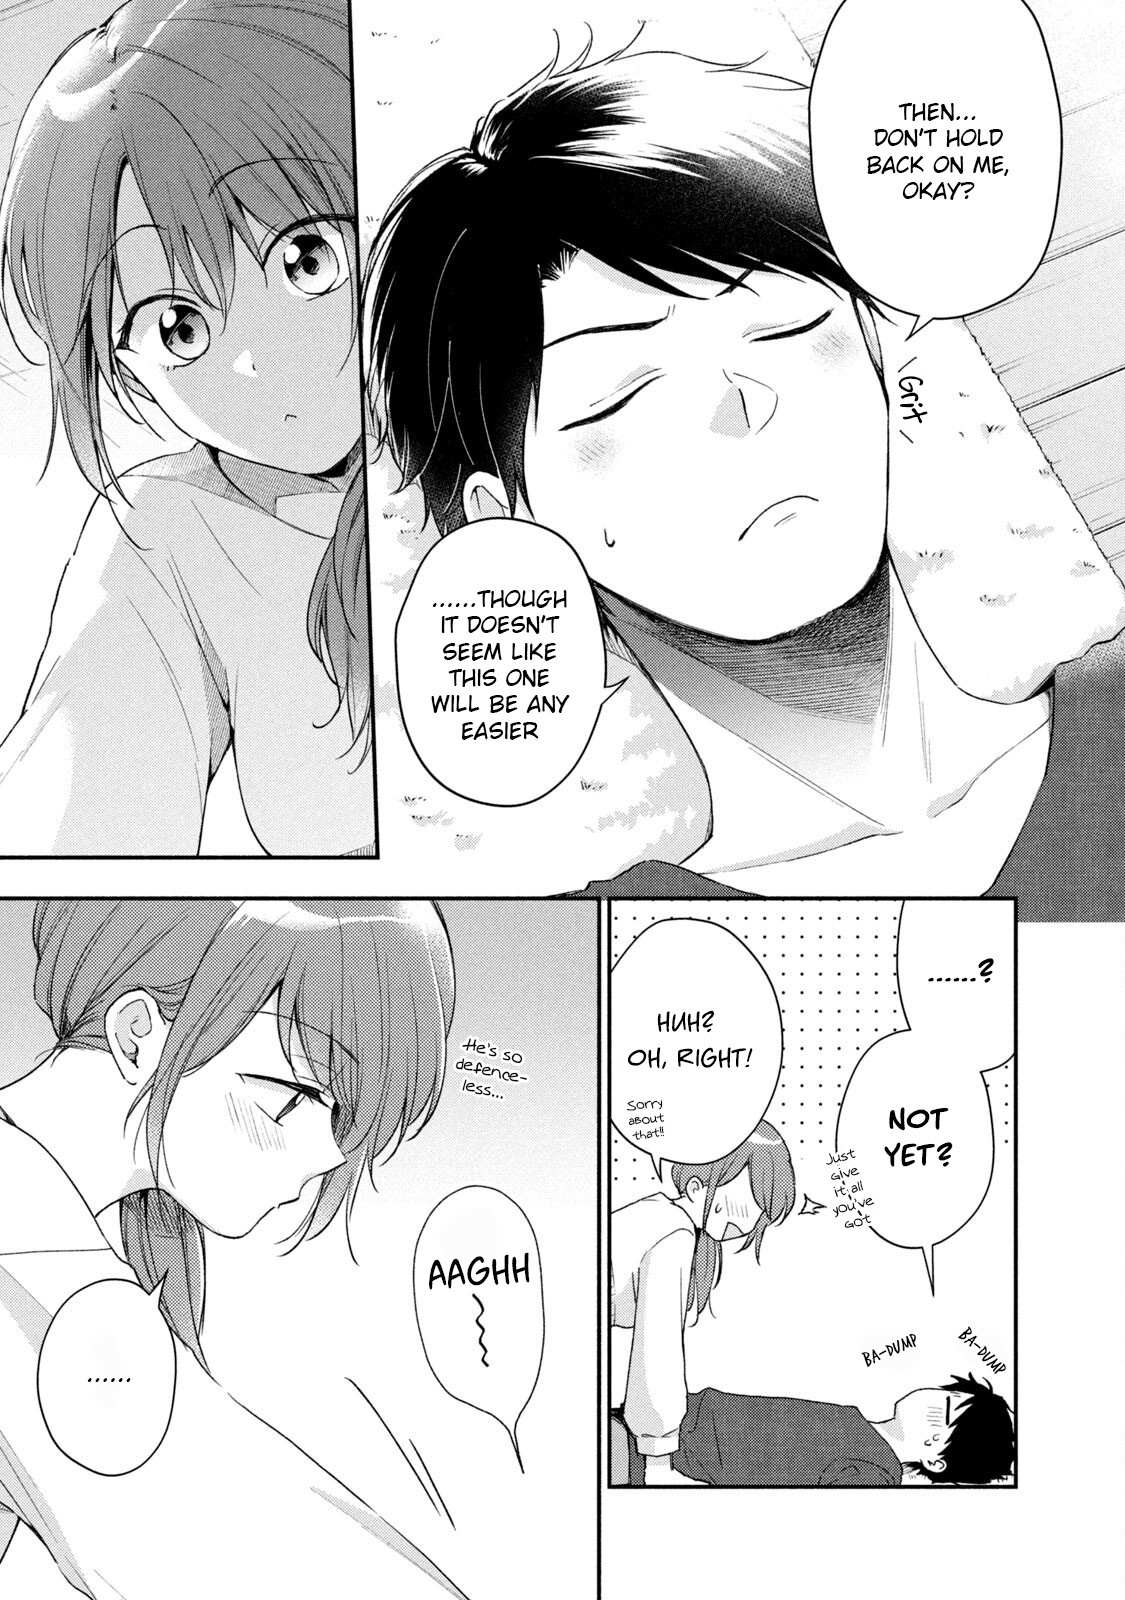 THEN...
DON'T HOLD
BACK ON ME,
OKAY?
Grit
......THOUGH
IT DOESN'T
SEEM LIKE
THIS ONE
WILL BE ANY
EASIER
......?
NOT
YET?
Just
give
it all
you've
got
BA-DUMP
BA-DUMP
HUH?
OH, RIGHT!
Sorry
about
that!!
He's so
defence-
less...
AAGHH
......